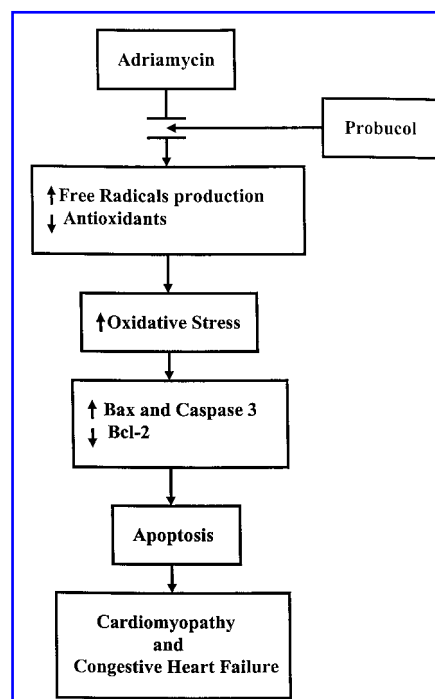 Adriamycin
Probucol
↑ Free Radicals production
↓ Antioxidants
↑ Oxidative Stress
↑ Bax and Caspase 3
↓ Bcl-2
Apoptosis
Cardiomyopathy
and
Congestive Heart Failure